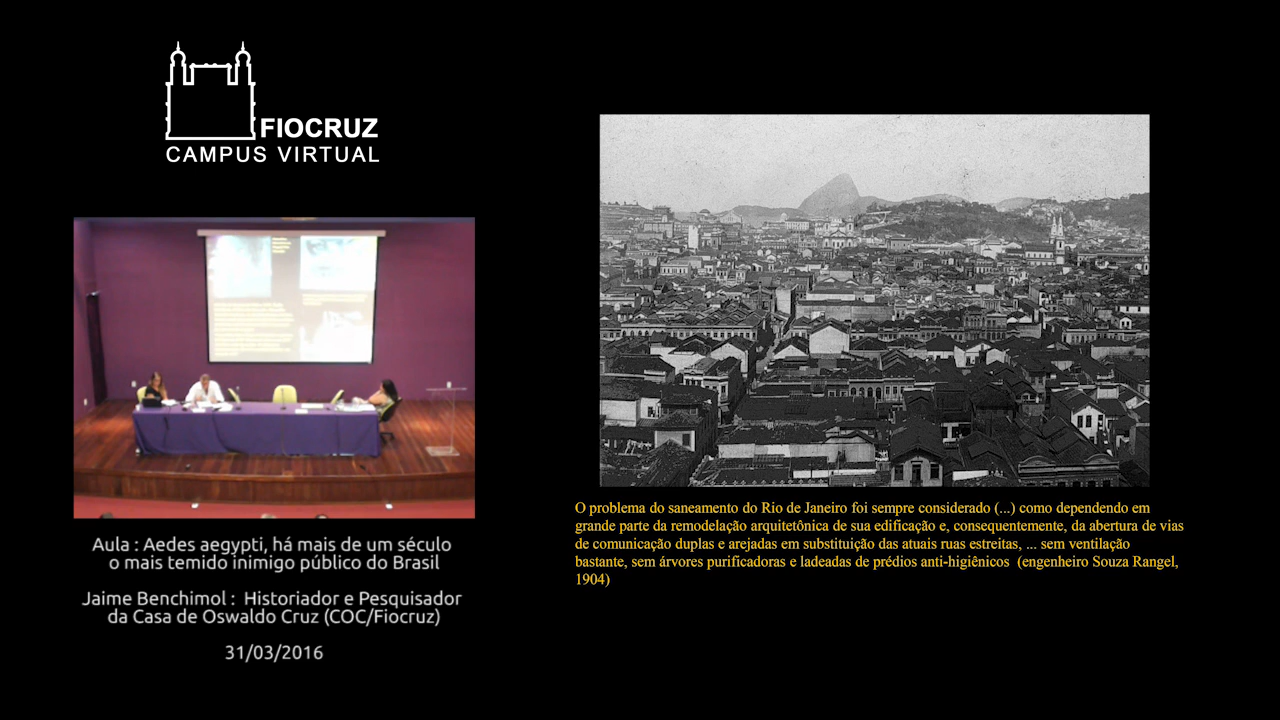 FIOCRUZ
CAMPUS VIRTUAL
Aula : Aedes aegypti, há mais de um século
o mais temido inimigo público do Brasil
Jaime Benchimol : Historiador e Pesquisador
da Casa de Oswaldo Cruz (COC/Fiocruz)
31/03/2016
O problema do saneamento do Rio de Janeiro foi sempre considerado (...) como dependendo em
grande parte da remodelação arquitetônica de sua edificação e, consequentemente, da abertura de vias
de comunicação duplas e arejadas em substituição das atuais ruas estreitas, ... sem ventilação
bastante, sem árvores purificadoras e ladeadas de prédios anti-higiênicos (engenheiro Souza Rangel,
1904)